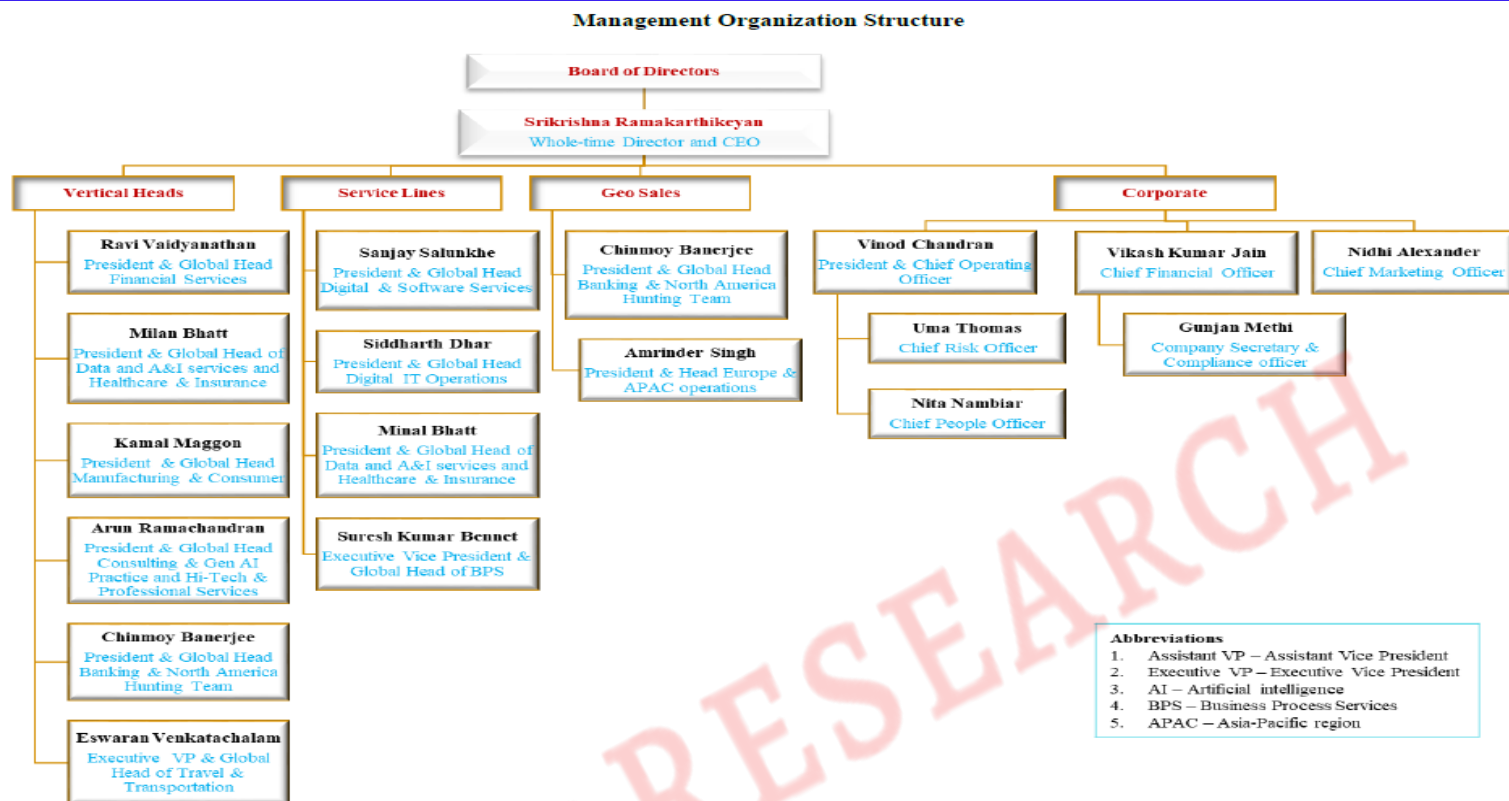 Management Organization Structure
Board of Directors
Srikrishna Ramakarthikeyan
Whole-time Director and CEO
Vertical Heads
Ravi Vaidyanathan
President & Global Head
Financial Services
Milan Bhatt
President & Global Head of
Data and A&I services and
Healthcare & Insurance
Kamal Maggon
President & Global Head
Manufacturing & Consumer
Arun Ramachandran
President & Global Head
Consulting & Gen AI
Practice and Hi-Tech &
Professional Services
Chinmoy Banerjee
President & Global Head
Banking & North America
Hunting Team
Eswaran Venkatachalam
Executive VP & Global
Head of Travel &
Transportation
Service Lines
Sanjay Salunkhe
President & Global Head
Digital & Software Services
Siddharth Dhar
President & Global Head
Digital IT Operations
Minal Bhatt
President & Global Head of
Data and A&I services and
Healthcare & Insurance
Suresh Kumar Bennet
Executive Vice President &
Global Head of BPS
Geo Sales
Chinmoy Banerjee
President & Global Head
Banking & North America
Hunting Team
Amrinder Singh
President & Head Europe &
APAC operations
Corporate
Vinod Chandran
President & Chief Operating
Officer
Uma Thomas
Chief Risk Officer
Nita Nambiar
Chief People Officer
Vikash Kumar Jain
Chief Financial Officer
Gunjan Methi
Company Secretary &
Compliance officer
Nidhi Alexander
Chief Marketing Officer
Abbreviations
1. Assistant VP – Assistant Vice President
2. Executive VP – Executive Vice President
3. AI – Artificial intelligence
4. BPS – Business Process Services
5. APAC – Asia-Pacific region
RESEARCH